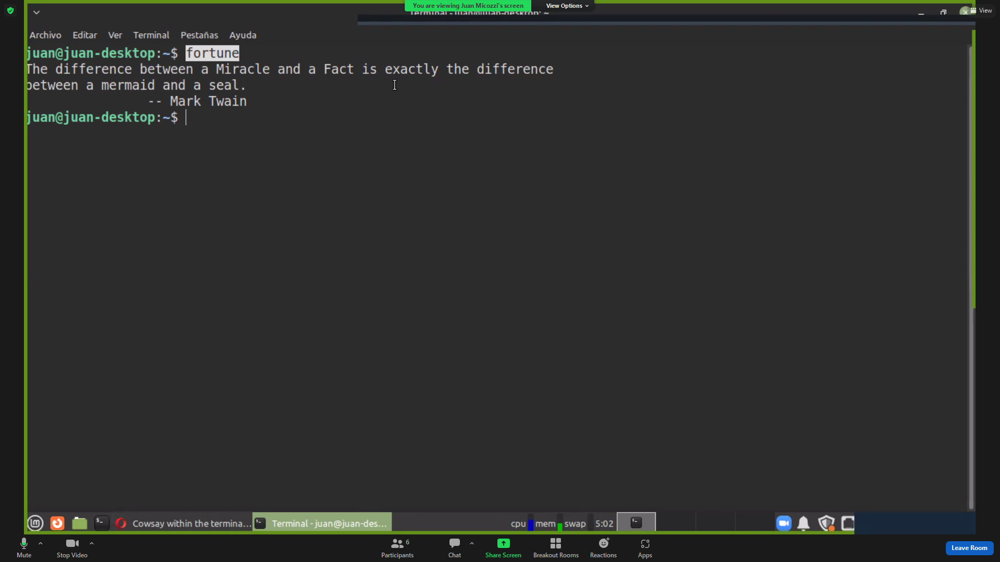 You are viewing Juan Micozzi's screen
View Options
View
Terminal - juan@juan-desktop: ~
Archivo Editar Ver Terminal Pestañas Ayuda
juan@juan-desktop:~$ fortune
The difference between a Miracle and a Fact is exactly the difference
between a mermaid and a seal.
-- Mark Twain
juan@juan-desktop:~$
Cowsay within the termina... Terminal - juan@juan-des... cpu mem swap 5:02
Mute Stop Video Participants 6 Chat Share Screen Breakout Rooms Reactions Apps Leave Room